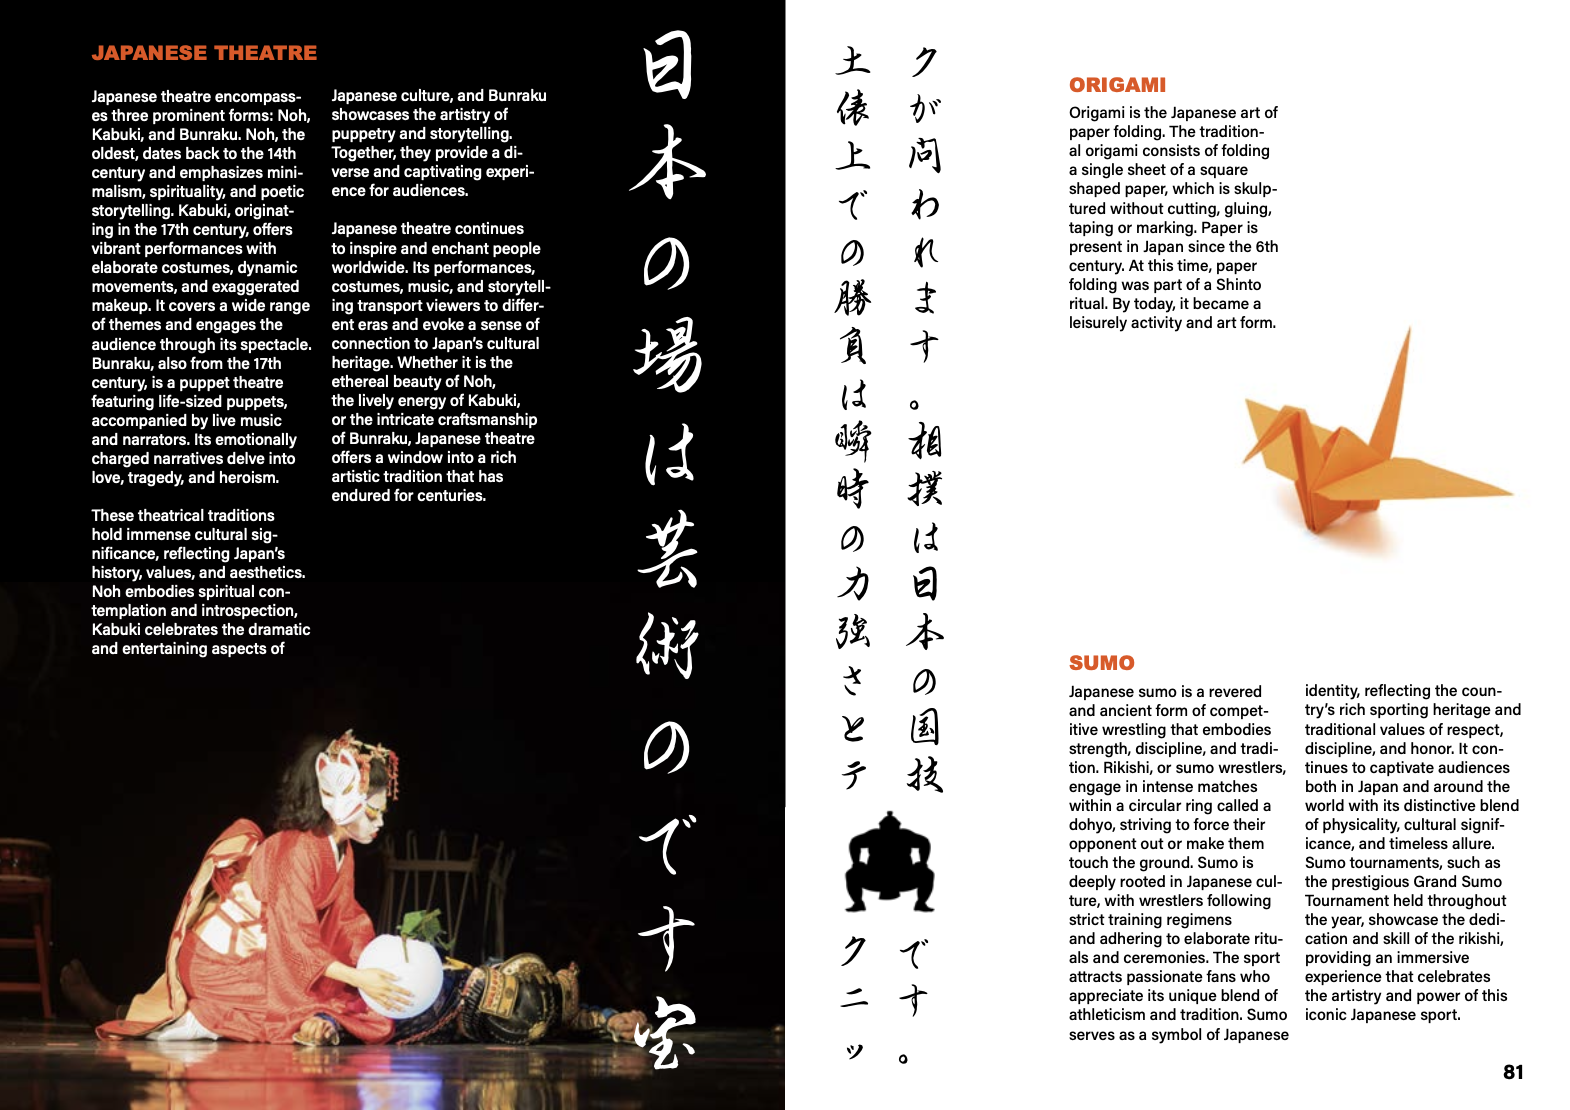 JAPANESE THEATRE
Japanese theatre encompass-
es three prominent forms: Noh,
Kabuki, and Bunraku. Noh, the
oldest, dates back to the 14th
century and emphasizes mini-
malism, spirituality, and poetic
storytelling. Kabuki, originat-
ing in the 17th century, offers
vibrant performances with
elaborate costumes, dynamic
movements, and exaggerated
makeup. It covers a wide range
of themes and engages the
audience through its spectacle.
Bunraku, also from the 17th
century, is a puppet theatre
featuring life-sized puppets,
accompanied by live music
and narrators. Its emotionally
charged narratives delve into
love, tragedy, and heroism.
These theatrical traditions
hold immense cultural sig-
nificance, reflecting Japan's
history, values, and aesthetics.
Noh embodies spiritual con-
templation and introspection,
Kabuki celebrates the dramatic
and entertaining aspects of
Japanese culture, and Bunraku
showcases the artistry of
puppetry and storytelling.
Together, they provide a di-
verse and captivating experi-
ence for audiences.
Japanese theatre continues
to inspire and enchant people
worldwide. Its performances,
costumes, music, and storytell-
ing transport viewers to differ-
ent eras and evoke a sense of
connection to Japan's cultural
heritage. Whether it is the
ethereal beauty of Noh,
the lively energy of Kabuki,
or the intricate craftsmanship
of Bunraku, Japanese theatre
offers a window into a rich
artistic tradition that has
endured for centuries.
日本の場は芸術のです宝
クが問われます。相撲は日本の国技
です。
土俵上での勝負は瞬時の力強さとテ
クニッ
ORIGAMI
Origami is the Japanese art of
paper folding. The tradition-
al origami consists of folding
a single sheet of a square
shaped paper, which is skulp-
tured without cutting, gluing,
taping or marking. Paper is
present in Japan since the 6th
century. At this time, paper
folding was part of a Shinto
ritual. By today, it became a
leisurely activity and art form.
SUMO
Japanese sumo is a revered
and ancient form of compet-
itive wrestling that embodies
strength, discipline, and tradi-
tion. Rikishi, or sumo wrestlers,
engage in intense matches
within a circular ring called a
dohyo, striving to force their
opponent out or make them
touch the ground. Sumo is
deeply rooted in Japanese cul-
ture, with wrestlers following
strict training regimens
and adhering to elaborate ritu-
als and ceremonies. The sport
attracts passionate fans who
appreciate its unique blend of
athleticism and tradition. Sumo
serves as a symbol of Japanese
identity, reflecting the coun-
try's rich sporting heritage and
traditional values of respect,
discipline, and honor. It con-
tinues to captivate audiences
both in Japan and around the
world with its distinctive blend
of physicality, cultural signif-
icance, and timeless allure.
Sumo tournaments, such as
the prestigious Grand Sumo
Tournament held throughout
the year, showcase the dedi-
cation and skill of the rikishi,
providing an immersive
experience that celebrates
the artistry and power of this
iconic Japanese sport.
81